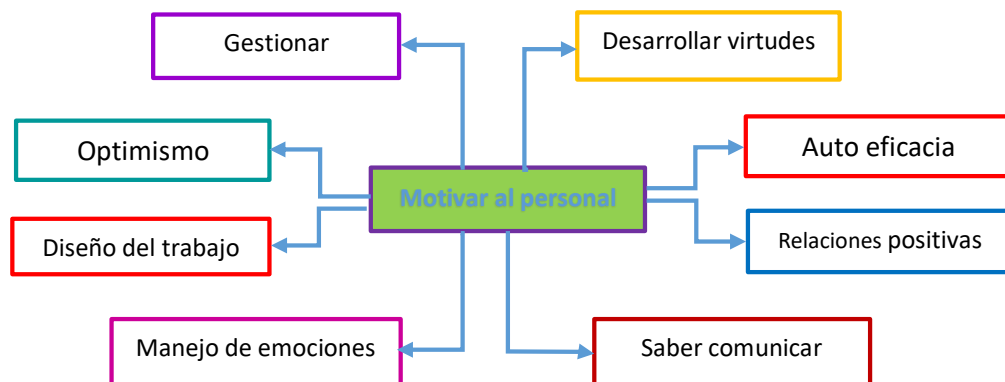 Gestionar
Desarrollar virtudes
Optimismo
Auto eficacia
Motivar al personal
Diseño del trabajo
Relaciones positivas
Manejo de emociones
Saber comunicar